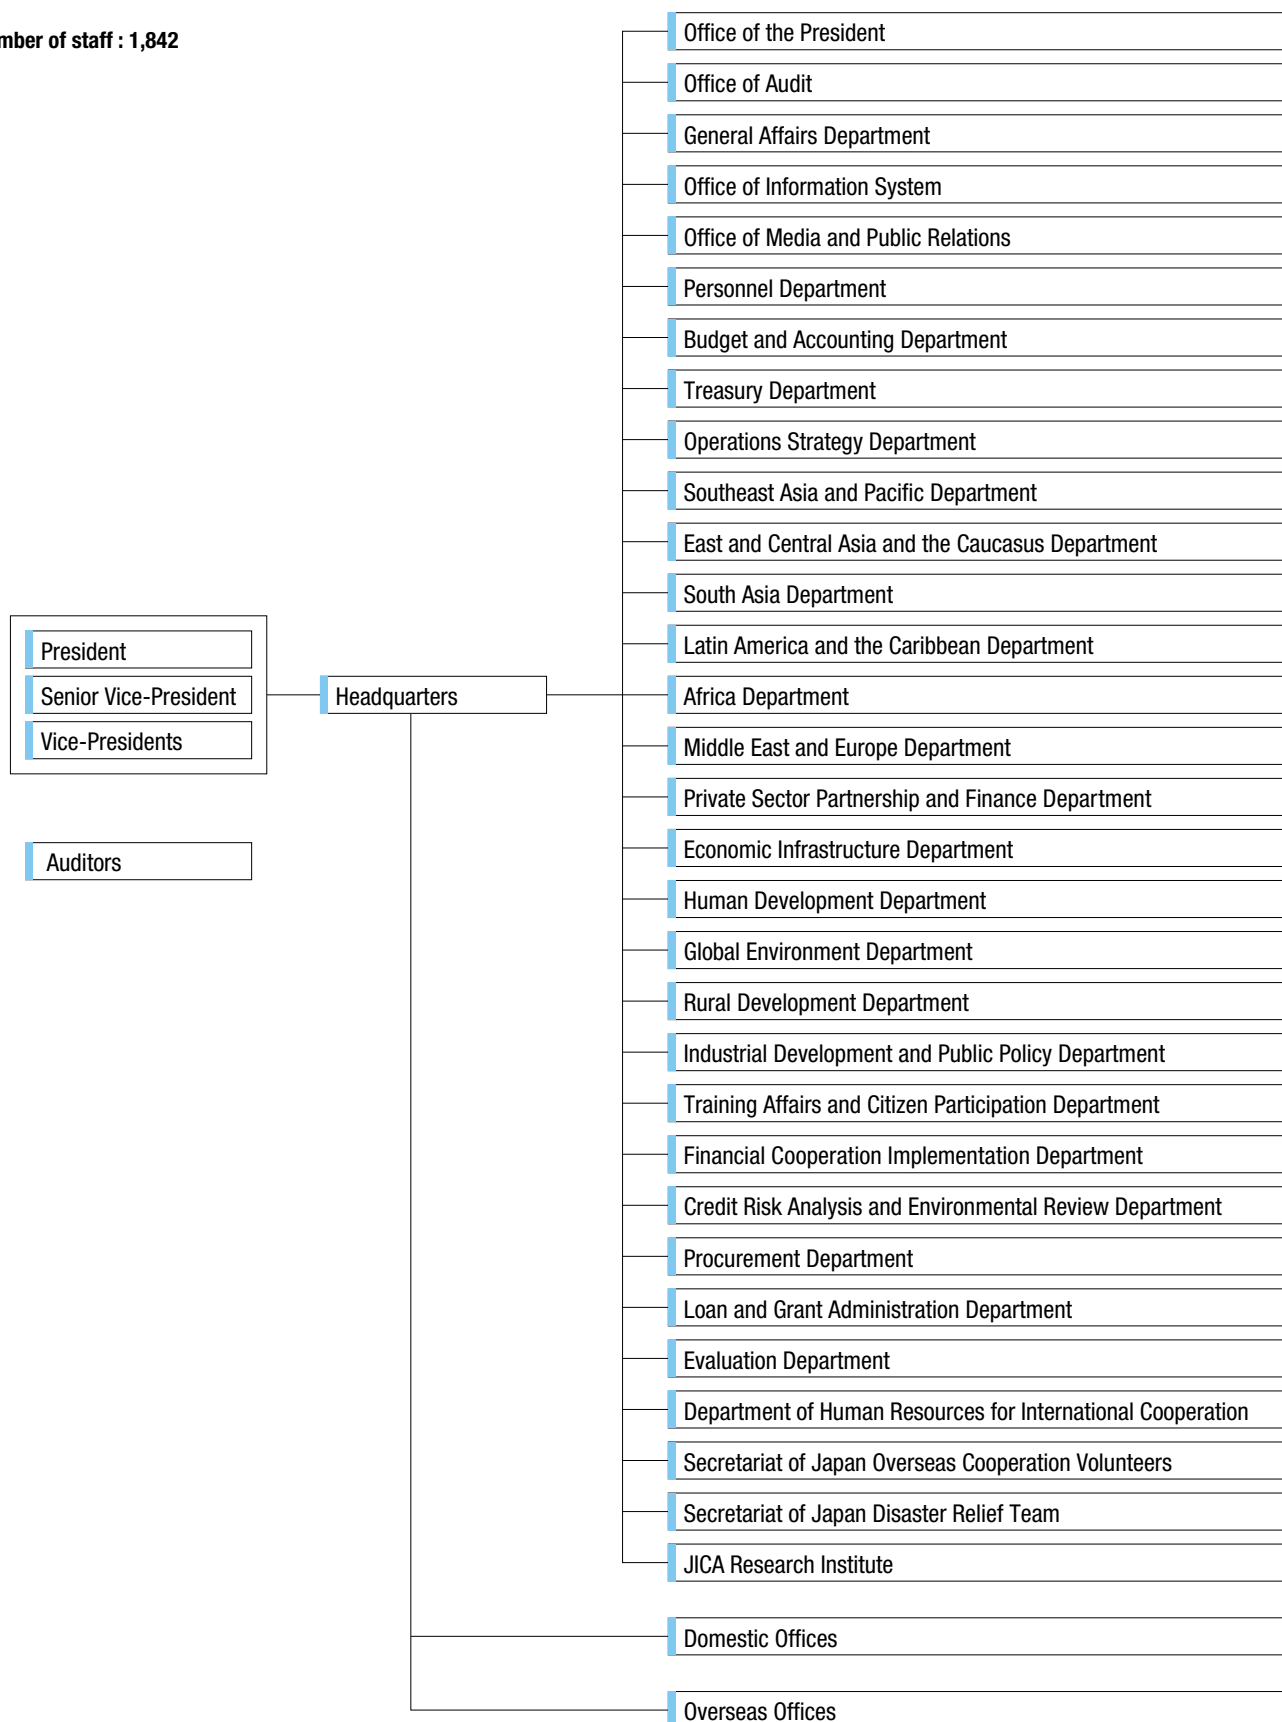 of staff : 1,842
Office of the President
Office of Audit
General Affairs Department
Office of Information System
Office of Media and Public Relations
Personnel Department
Budget and Accounting Department
Treasury Department
Operations Strategy Department
Southeast Asia and Pacific Department
East and Central Asia and the Caucasus Department
South Asia Department
Latin America and the Caribbean Department
Africa Department
Middle East and Europe Department
Private Sector Partnership and Finance Department
Economic Infrastructure Department
Human Development Department
Global Environment Department
Rural Development Department
Industrial Development and Public Policy Department
Training Affairs and Citizen Participation Department
Financial Cooperation Implementation Department
Credit Risk Analysis and Environmental Review Department
Procurement Department
Loan and Grant Administration Department
Evaluation Department
Department of Human Resources for International Cooperation
Secretariat of Japan Overseas Cooperation Volunteers
Secretariat of Japan Disaster Relief Team
JICA Research Institute
Domestic Offices
Overseas Offices
President
Senior Vice-President
Vice-Presidents
Headquarters
Auditors